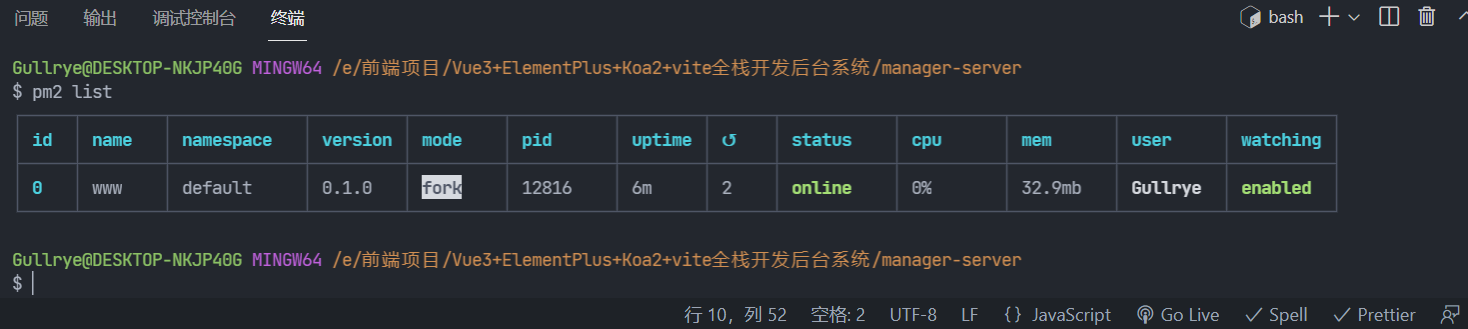 问题 输出 调试控制台 终端 bash
Gullrye@DESKTOP-NKJP40G MINGW64 /e/前端项目/Vue3+ElementPlus+Koa2+vite全栈开发后台系统/manager-server
$ pm2 list
id name namespace version mode pid uptime ↺ status cpu mem user watching
0 www default 0.1.0 fork 12816 6m 2 online 0% 32.9mb Gullrye enabled
Gullrye@DESKTOP-NKJP40G MINGW64 /e/前端项目/Vue3+ElementPlus+Koa2+vite全栈开发后台系统/manager-server
$
行 10，列 52 空格: 2 UTF-8 LF {} JavaScript Go Live Spell Prettier